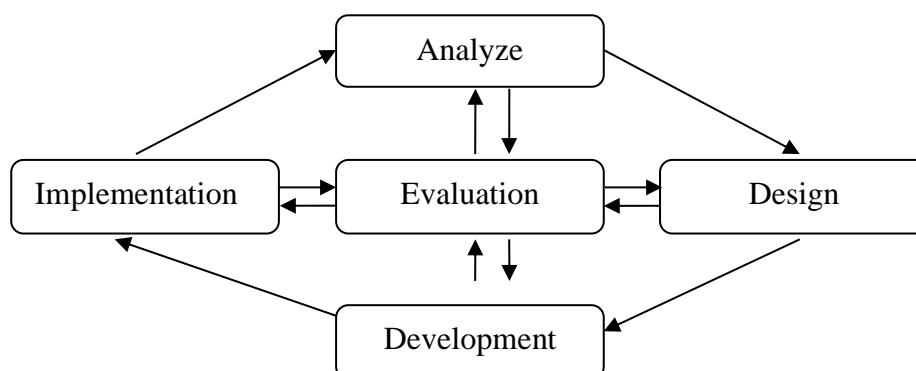 Analyze
Implementation
Evaluation
Design
Development